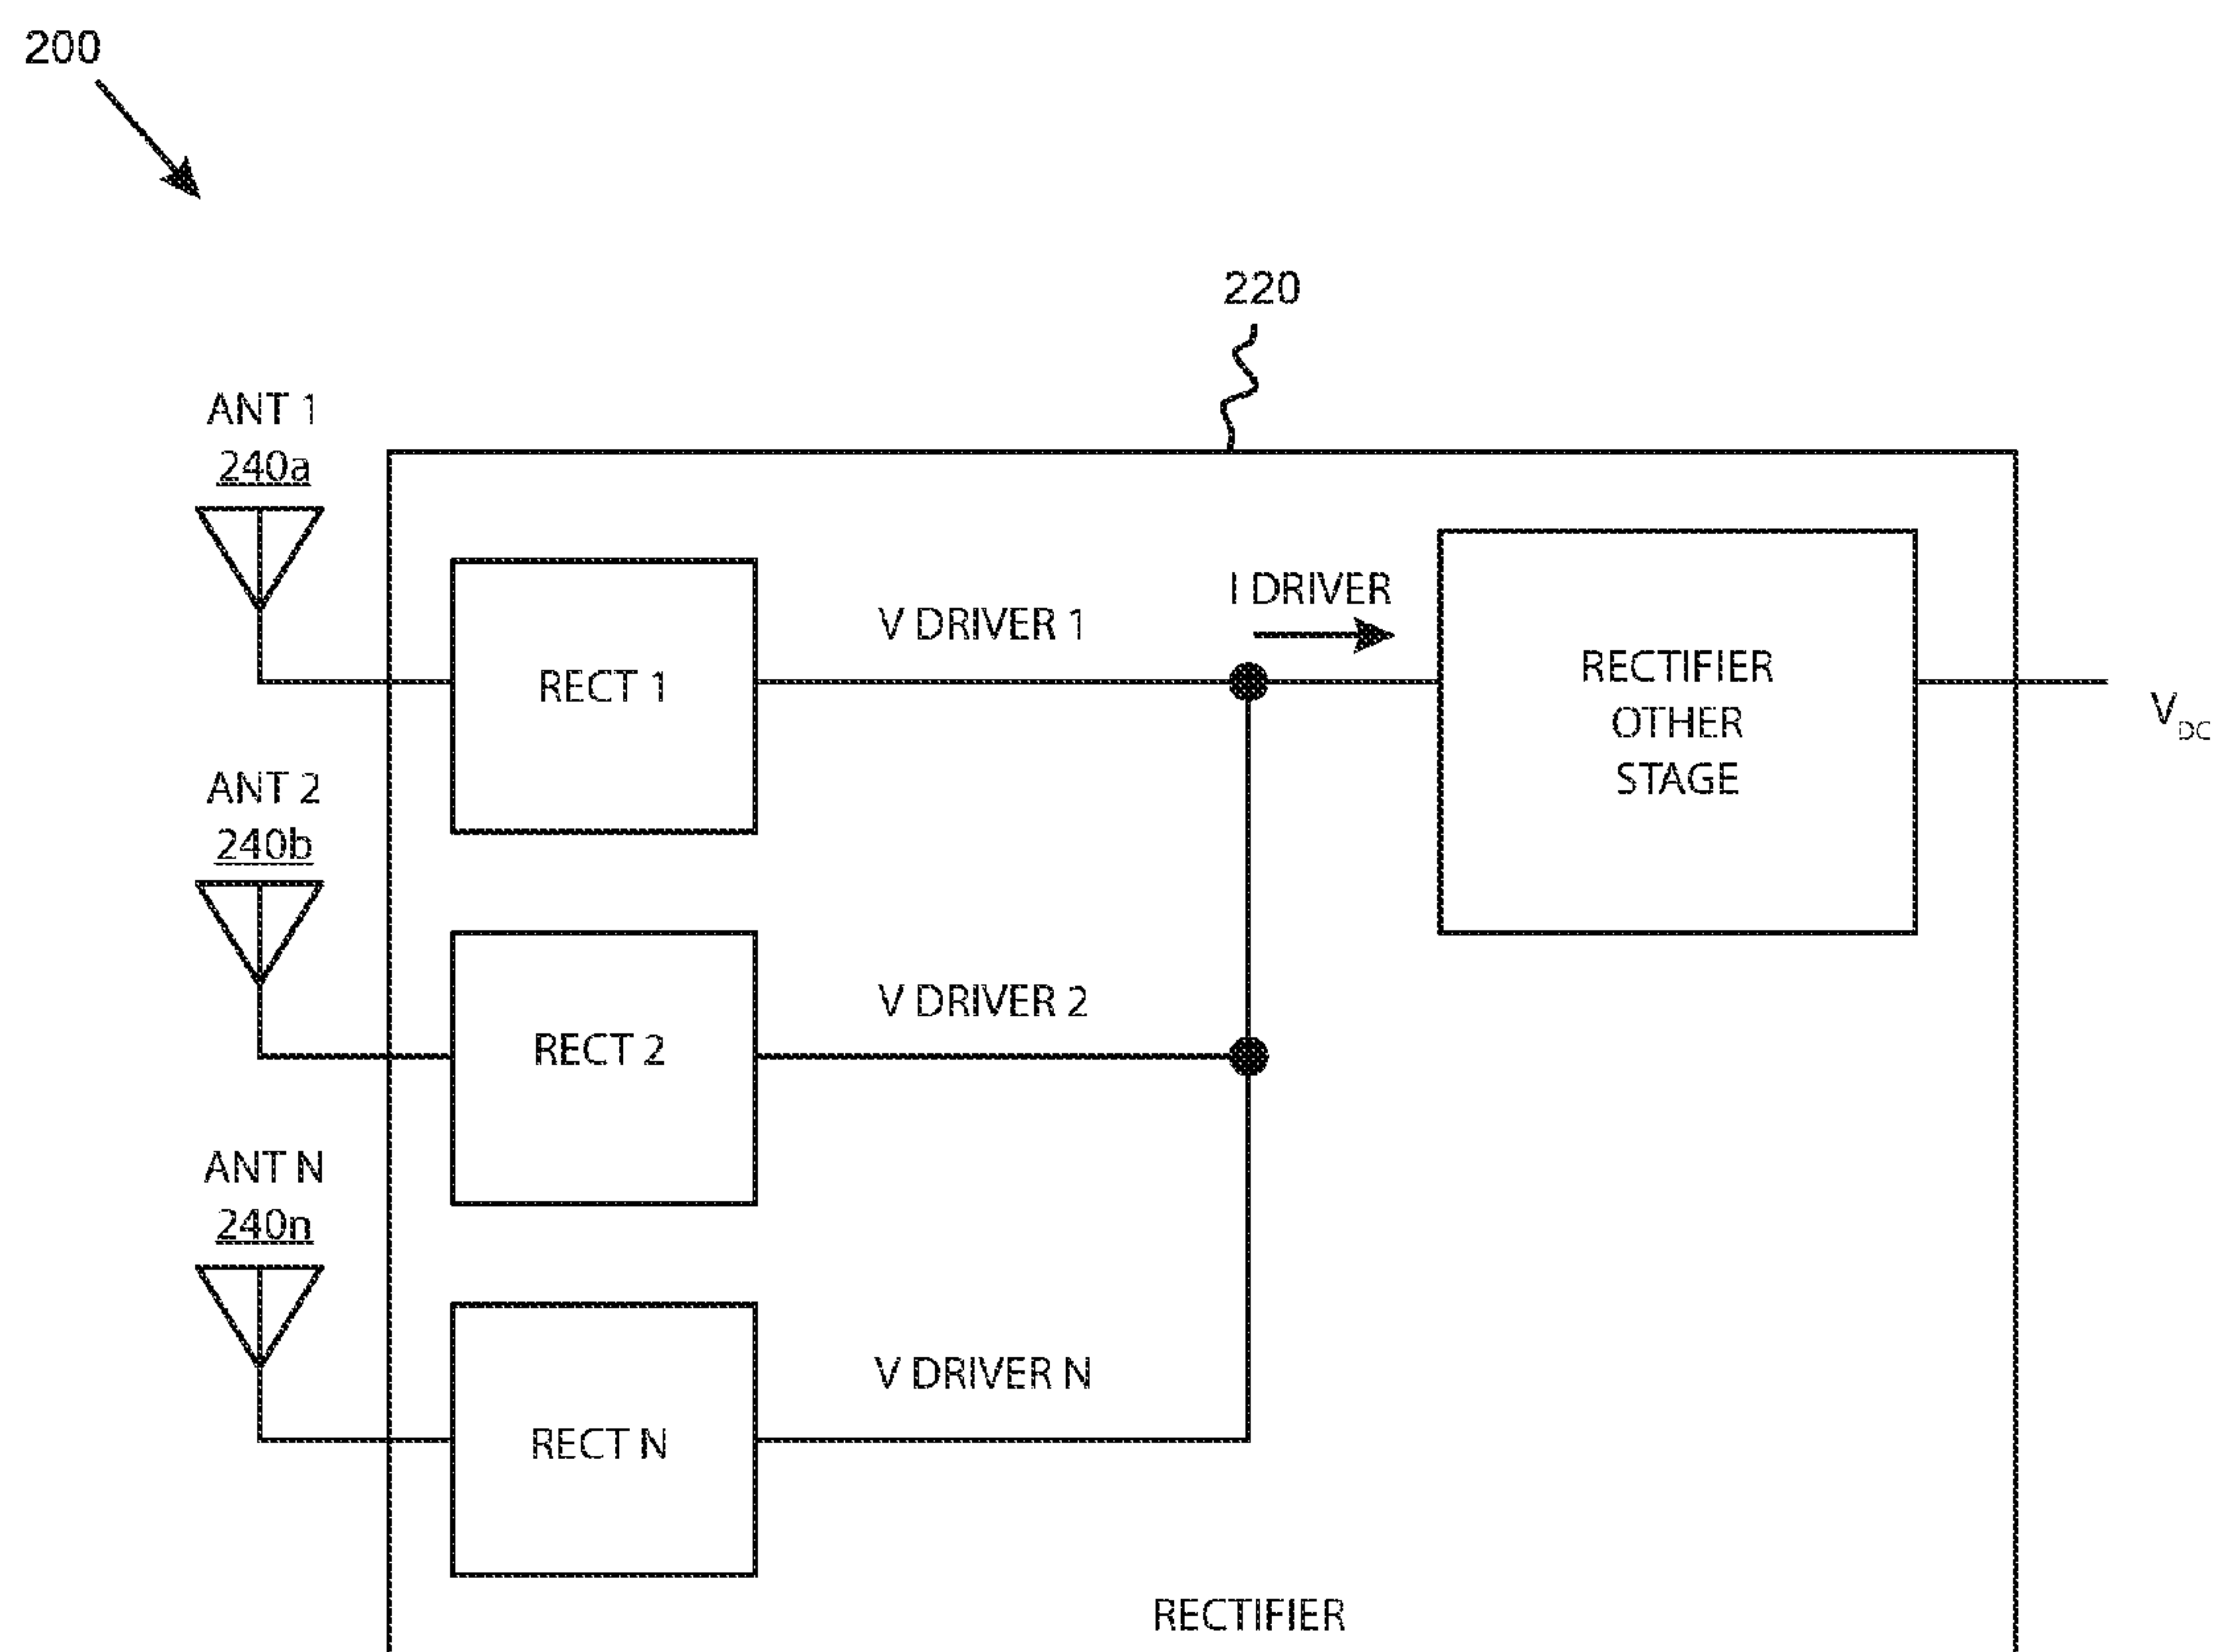 200
220
ANT 1
240a
I DRIVER
V DRIVER 1
RECT 1
RECTIFIER
OTHER
STAGE
V DC
ANT 2
240b
V DRIVER 2
RECT 2
ANT N
240n
V DRIVER N
RECT N
RECTIFIER